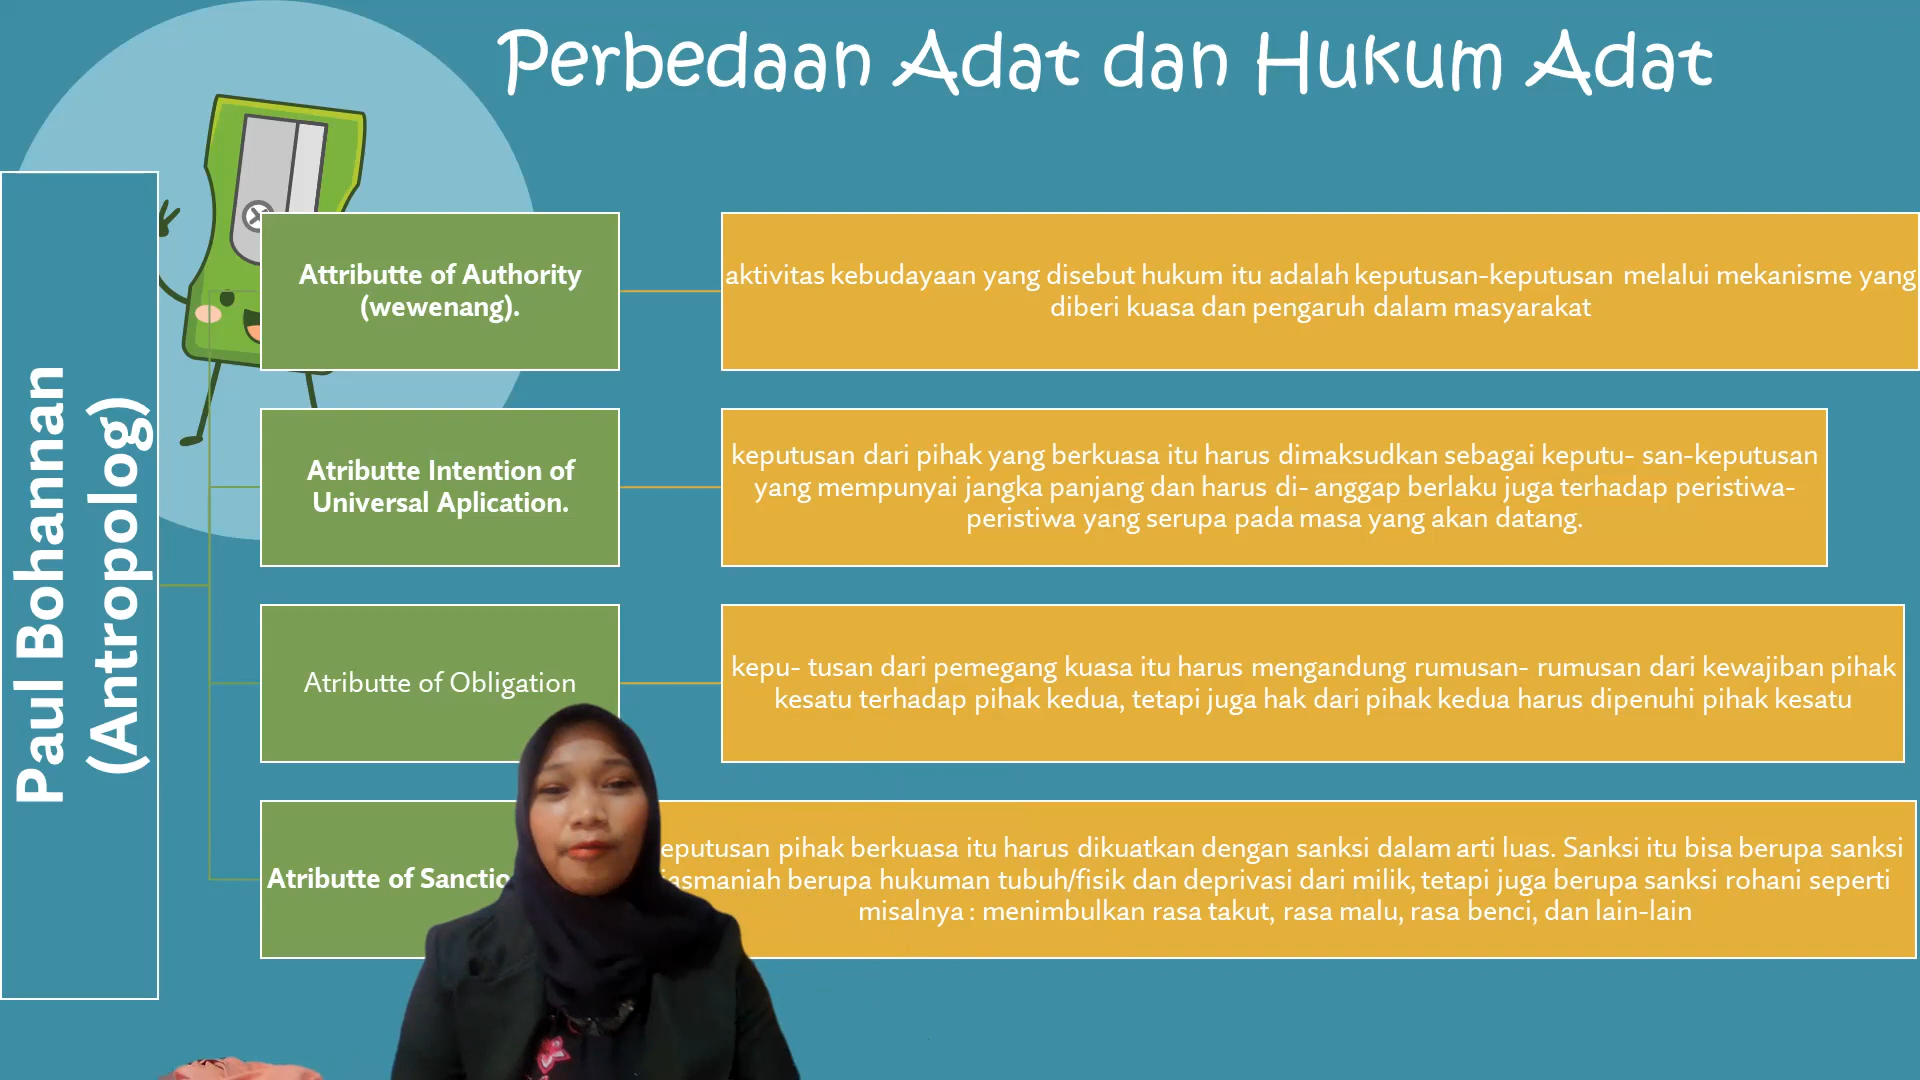 Perbedaan Adat dan Hukum Adat
Paul Bohannan
(Antropolog)
Attributte of Authority
(wewenang).
aktivitas kebudayaan yang disebut hukum itu adalah keputusan-keputusan melalui mekanisme yang
diberi kuasa dan pengaruh dalam masyarakat
Atributte Intention of
Universal Aplication.
keputusan dari pihak yang berkuasa itu harus dimaksudkan sebagai keputu- san-keputusan
yang mempunyai jangka panjang dan harus di- anggap berlaku juga terhadap peristiwa-
peristiwa yang serupa pada masa yang akan datang.
Atributte of Obligation
kepu- tusan dari pemegang kuasa itu harus mengandung rumusan- rumusan dari kewajiban pihak
kesatu terhadap pihak kedua, tetapi juga hak dari pihak kedua harus dipenuhi pihak kesatu
Atributte of Sanctio
eputusan pihak berkuasa itu harus dikuatkan dengan sanksi dalam arti luas. Sanksi itu bisa berupa sanksi
jasmaniah berupa hukuman tubuh/fisik dan deprivasi dari milik, tetapi juga berupa sanksi rohani seperti
misalnya : menimbulkan rasa takut, rasa malu, rasa benci, dan lain-lain